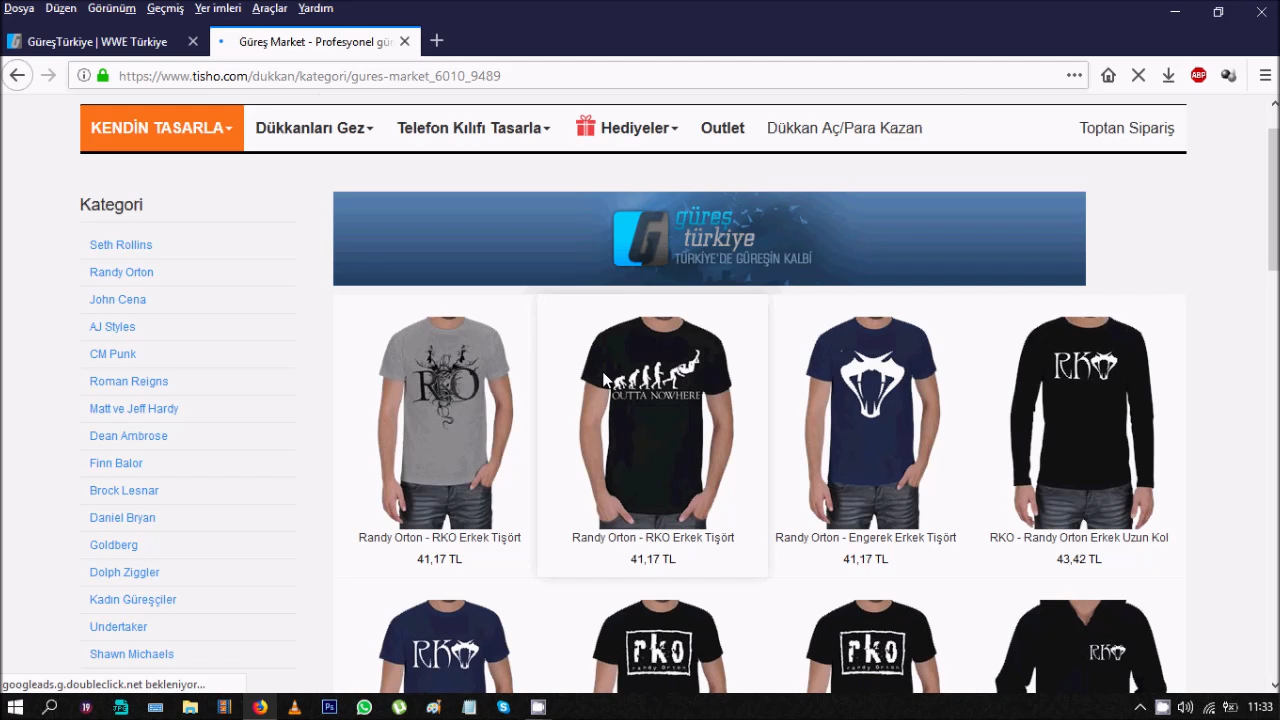 Dosya Düzen Görünüm Geçmiş Yer imleri Araçlar Yardım
GüreşTürkiye | WWE Türkiye
Güreş Market - Profesyonel gür
https://www.tisho.com/dukkan/kategori/gures-market_6010_9489
ABP
KENDİN TASARLA Dükkanları Gez Telefon Kılıfı Tasarla Hediyeler Outlet Dükkan Aç/Para Kazan Toptan Sipariş
Kategori
Seth Rollins
Randy Orton
John Cena
AJ Styles
CM Punk
Roman Reigns
Matt ve Jeff Hardy
Dean Ambrose
Finn Balor
Brock Lesnar
Daniel Bryan
Goldberg
Dolph Ziggler
Kadın Güreşçiler
Undertaker
Shawn Michaels
güreş
türkiye
TÜRKİYE'DE GÜREŞİN KALBİ
RKO
OUTTA NOWHERE
RKO
Randy Orton - RKO Erkek Tişört
41,17 TL
Randy Orton - RKO Erkek Tişört
41,17 TL
Randy Orton - Engerek Erkek Tişört
41,17 TL
RKO - Randy Orton Erkek Uzun Kol
43,42 TL
RKO
rko
Randy Orton
rko
Randy Orton
RKO
googleads.g.doubleclick.net bekleniyor...
11:33